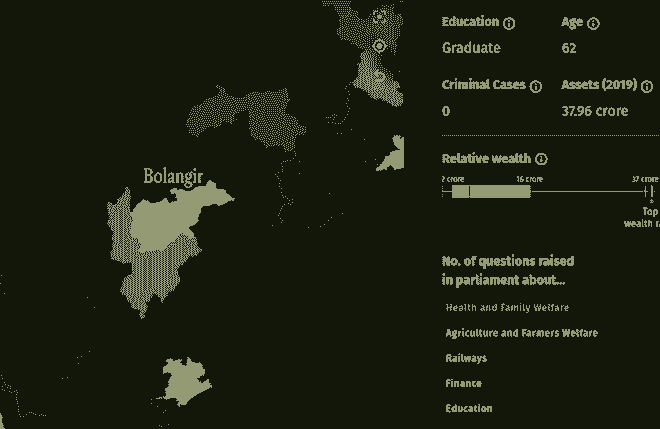 Education
Age
Graduate
62
Criminal Cases
Assets (2019)
0
37.96 crore
Relative wealth
2 crore
16 crore
37 crore
Top
wealth
Bolangir
No. of questions raised
in parliament about...
Health and Family Welfare
Agriculture and Farmers Welfare
Railways
Finance
Education